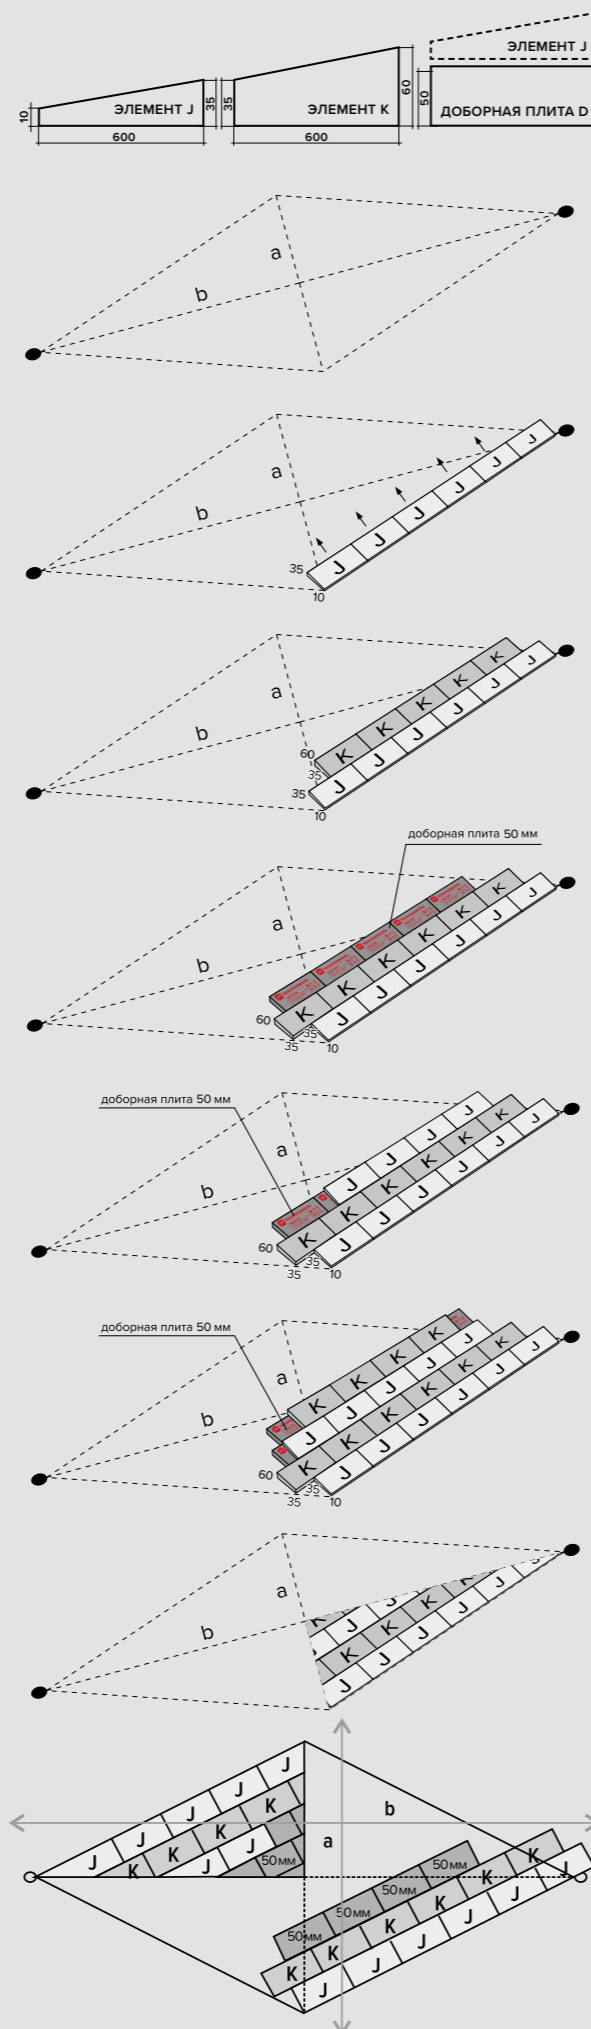 ЭЛЕМЕНТ J
10
35
600
ЭЛЕМЕНТ K
35
60
600
ЭЛЕМЕНТ J
50
ДОБОРНАЯ ПЛИТА D
a
b
a
b
J J J J J J
35
10
a
b
K K K K K
J J J J J J
60
35
35
10
доборная плита 50 мм
a
b
K K K K K K
J J J J J J
60
35
35
10
доборная плита 50 мм
a
b
J J J J
K K K K K K
J J J J J J
60
35
35
10
доборная плита 50 мм
a
b
K K K K
J J J J J
K K K K K K
J J J J J J
60
35
35
10
a
b
K K
J J J
K K K K K
J J J J J J
J J J J J
K K K K
J J
50мм
b
a
50мм 50мм 50мм 50мм
K K K K K K
J J J J J J